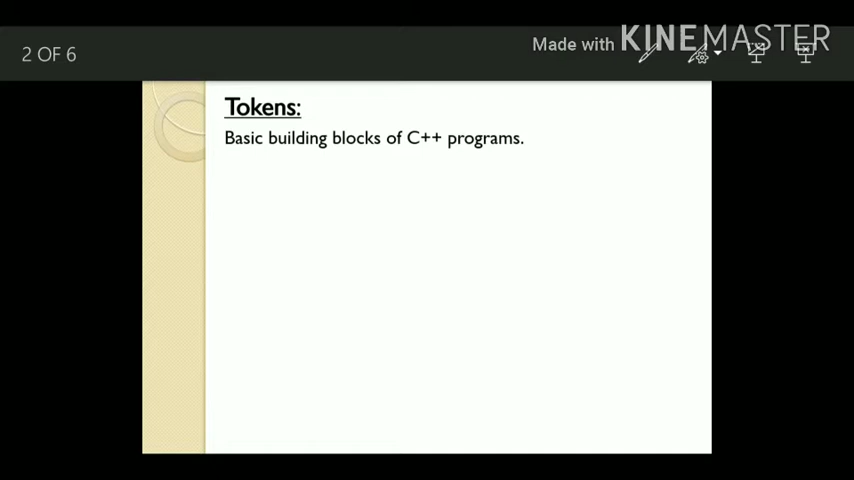 2 OF 6
Made with KINEMASTER
Tokens:
Basic building blocks of C++ programs.